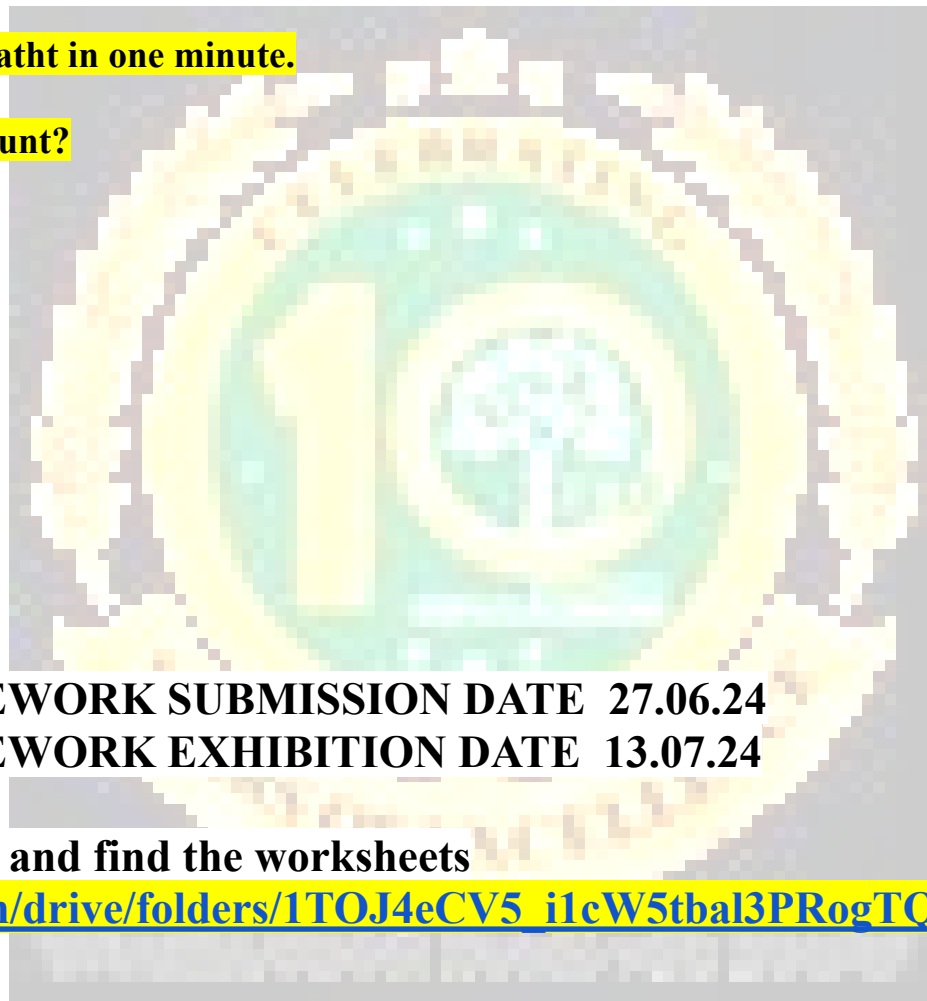 atht in one minute.
unt?
EWORK SUBMISSION DATE 27.06.24
EWORK EXHIBITION DATE 13.07.24
and find the worksheets
/drive/folders/1TOJ4eCV5_i1cW5tbal3PRogTQ